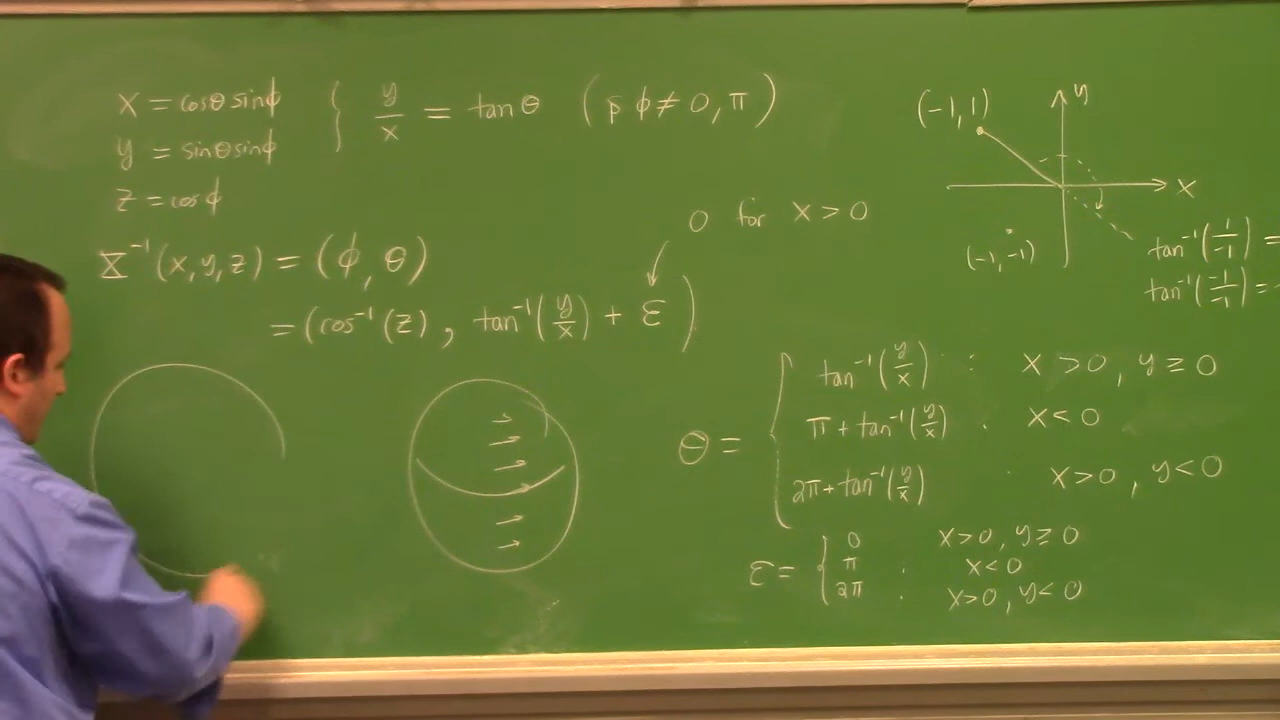 x = cosθ sinφ } y/x = tanθ (φ ≠ 0, π)
y = sinθ sinφ
z = cosφ
X⁻¹(x,y,z) = (φ, θ)
= (cos⁻¹(z), tan⁻¹(y/x) + ε)
0 for x > 0
(-1,1)
y
x
(-1,-1)
tan⁻¹(1/-1) =
tan⁻¹(-1/-1) =
θ = { tan⁻¹(y/x) : x > 0, y ≥ 0
π + tan⁻¹(y/x) : x < 0
2π + tan⁻¹(y/x) : x > 0, y < 0
ε = { 0 x > 0, y ≥ 0
π : x < 0
2π : x > 0, y < 0